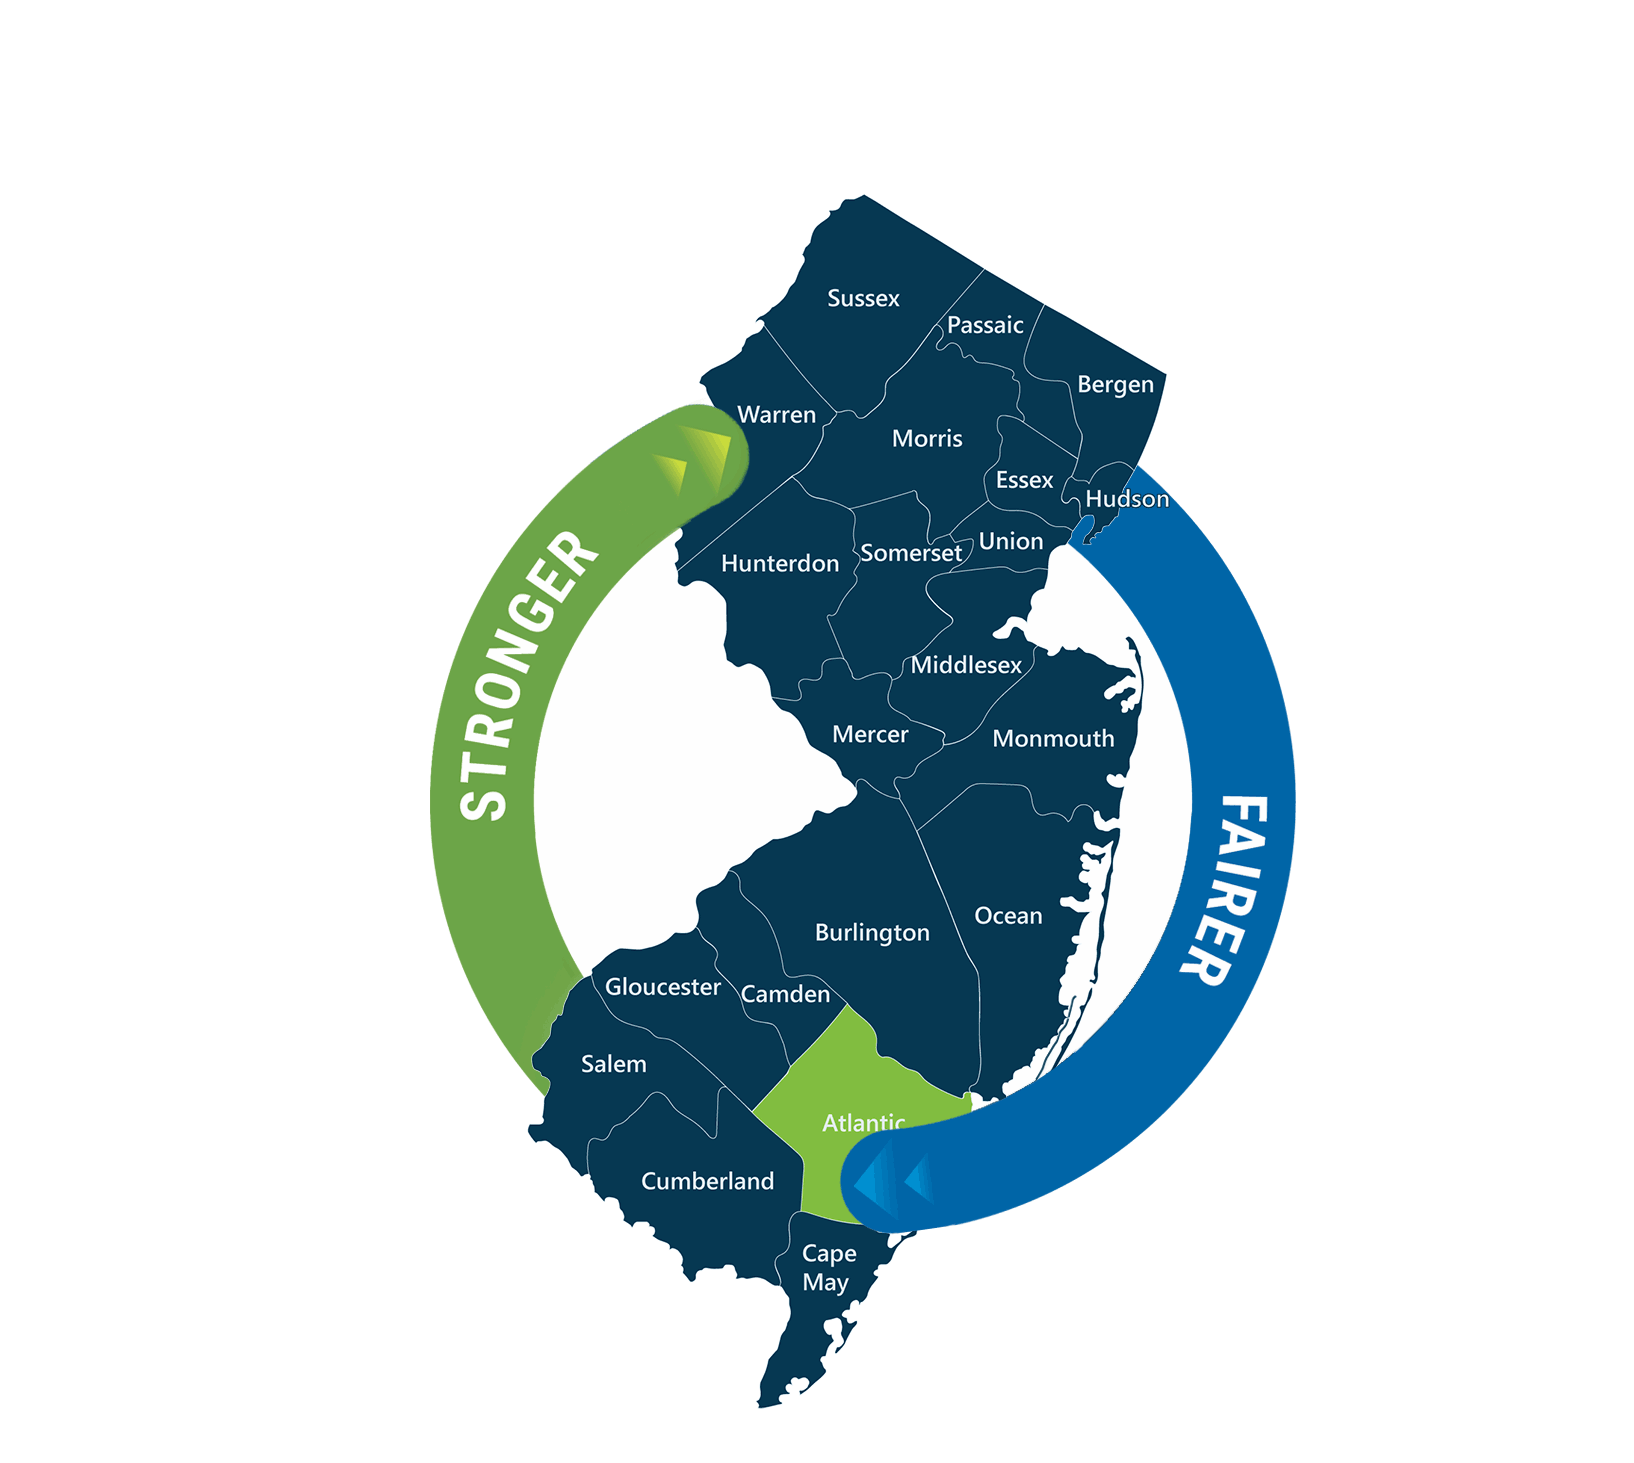 Sussex
Passaic
Bergen
Warren
Morris
Essex
Hudson
Union
Somerset
Hunterdon
STRONGER
Middlesex
Mercer
Monmouth
FAIRER
Ocean
Burlington
Gloucester
Camden
Salem
Atlantic
Cumberland
Cape
May